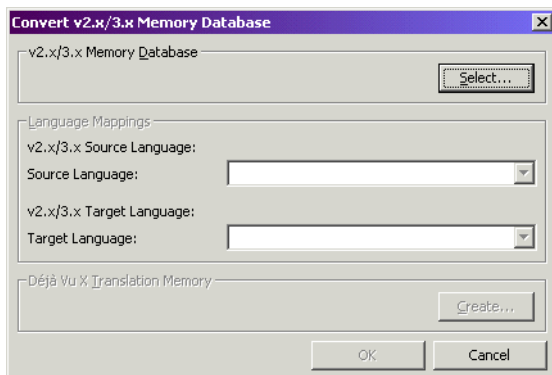 Convert v2.x/3.x Memory Database
v2.x/3.x Memory Database
Select...
Language Mappings
v2.x/3.x Source Language:
Source Language:
v2.x/3.x Target Language:
Target Language:
Déjà Vu X Translation Memory
Create...
OK Cancel